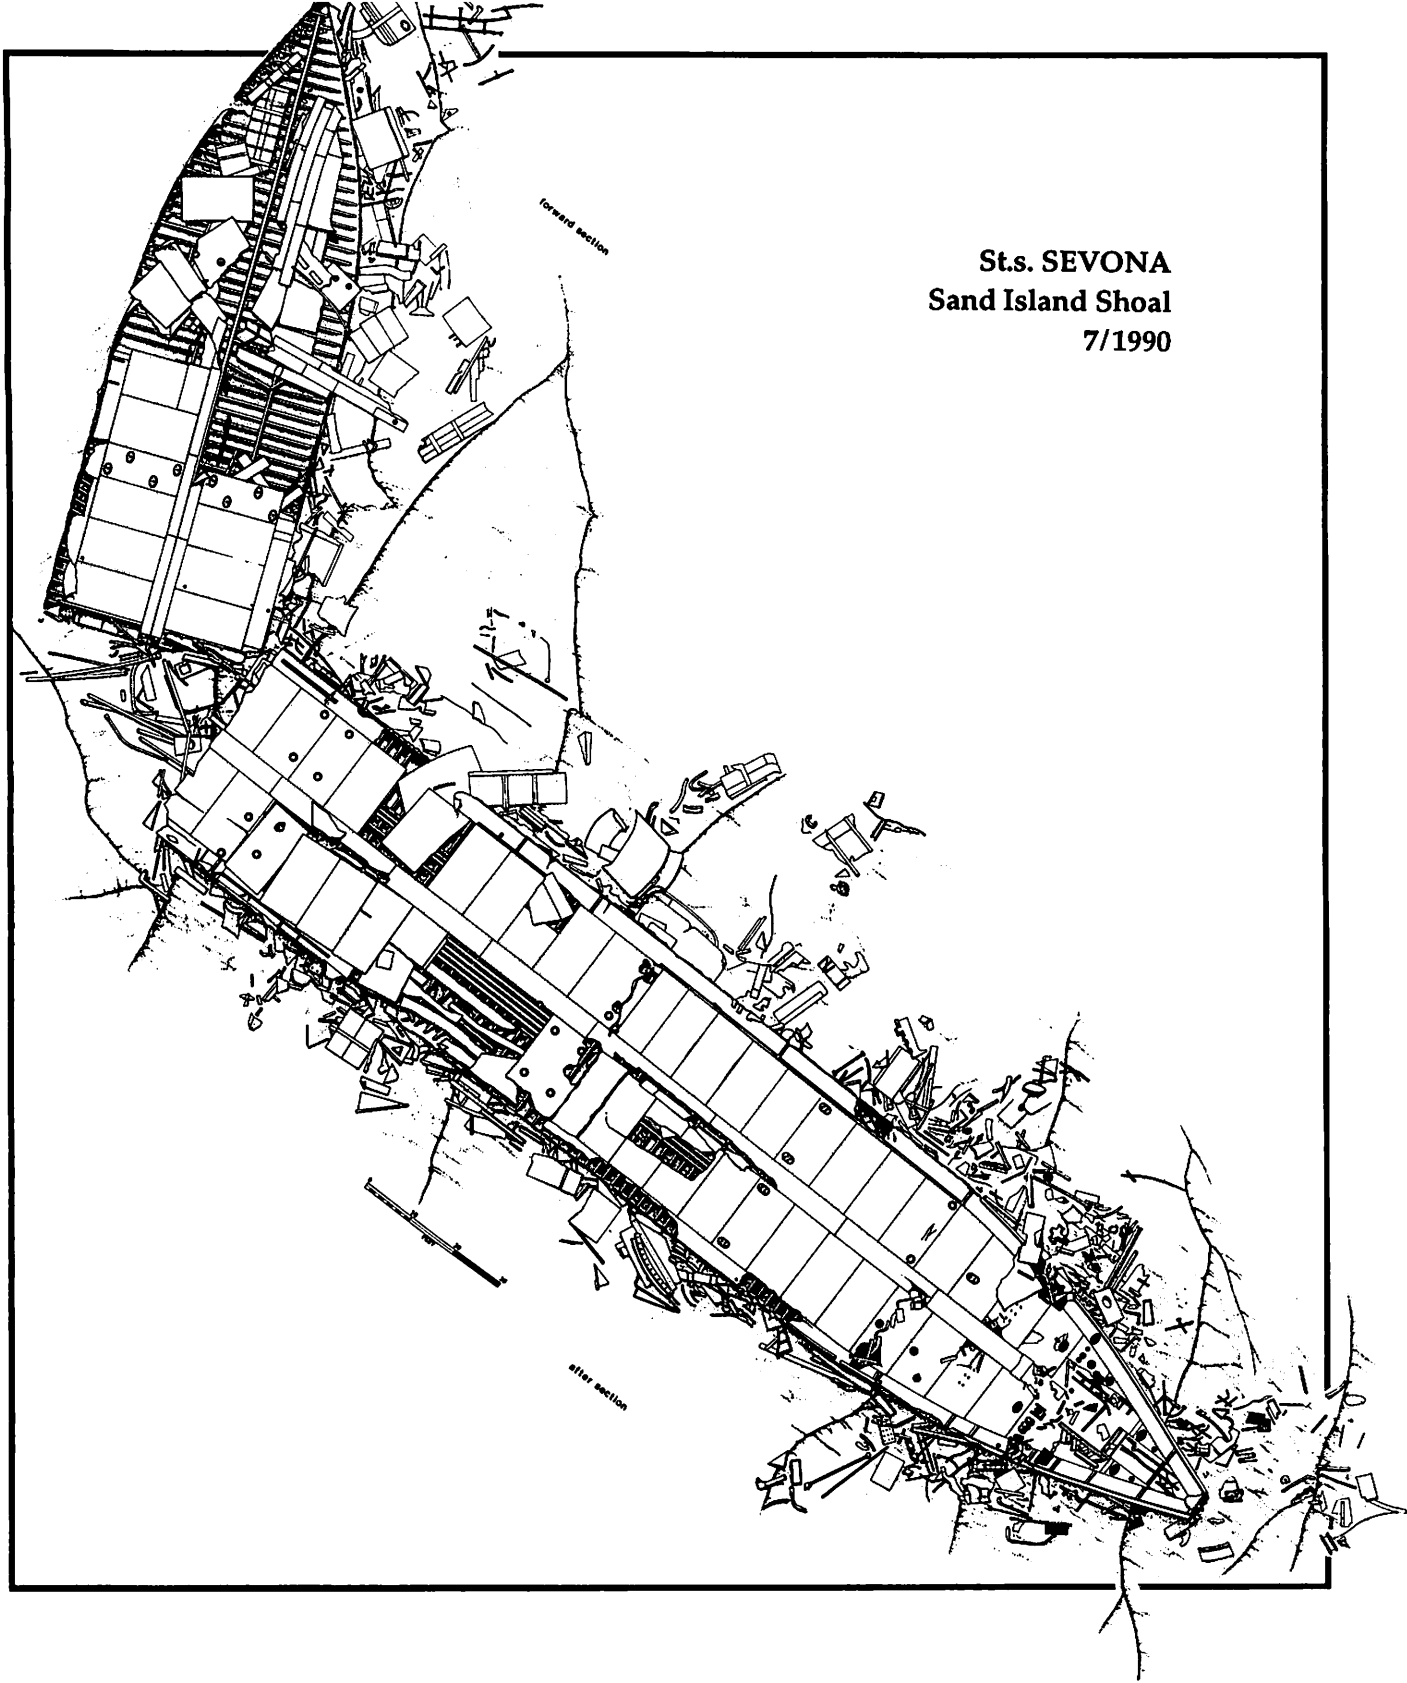 forward section
St.s. SEVONA
Sand Island Shoal
7/1990
after section